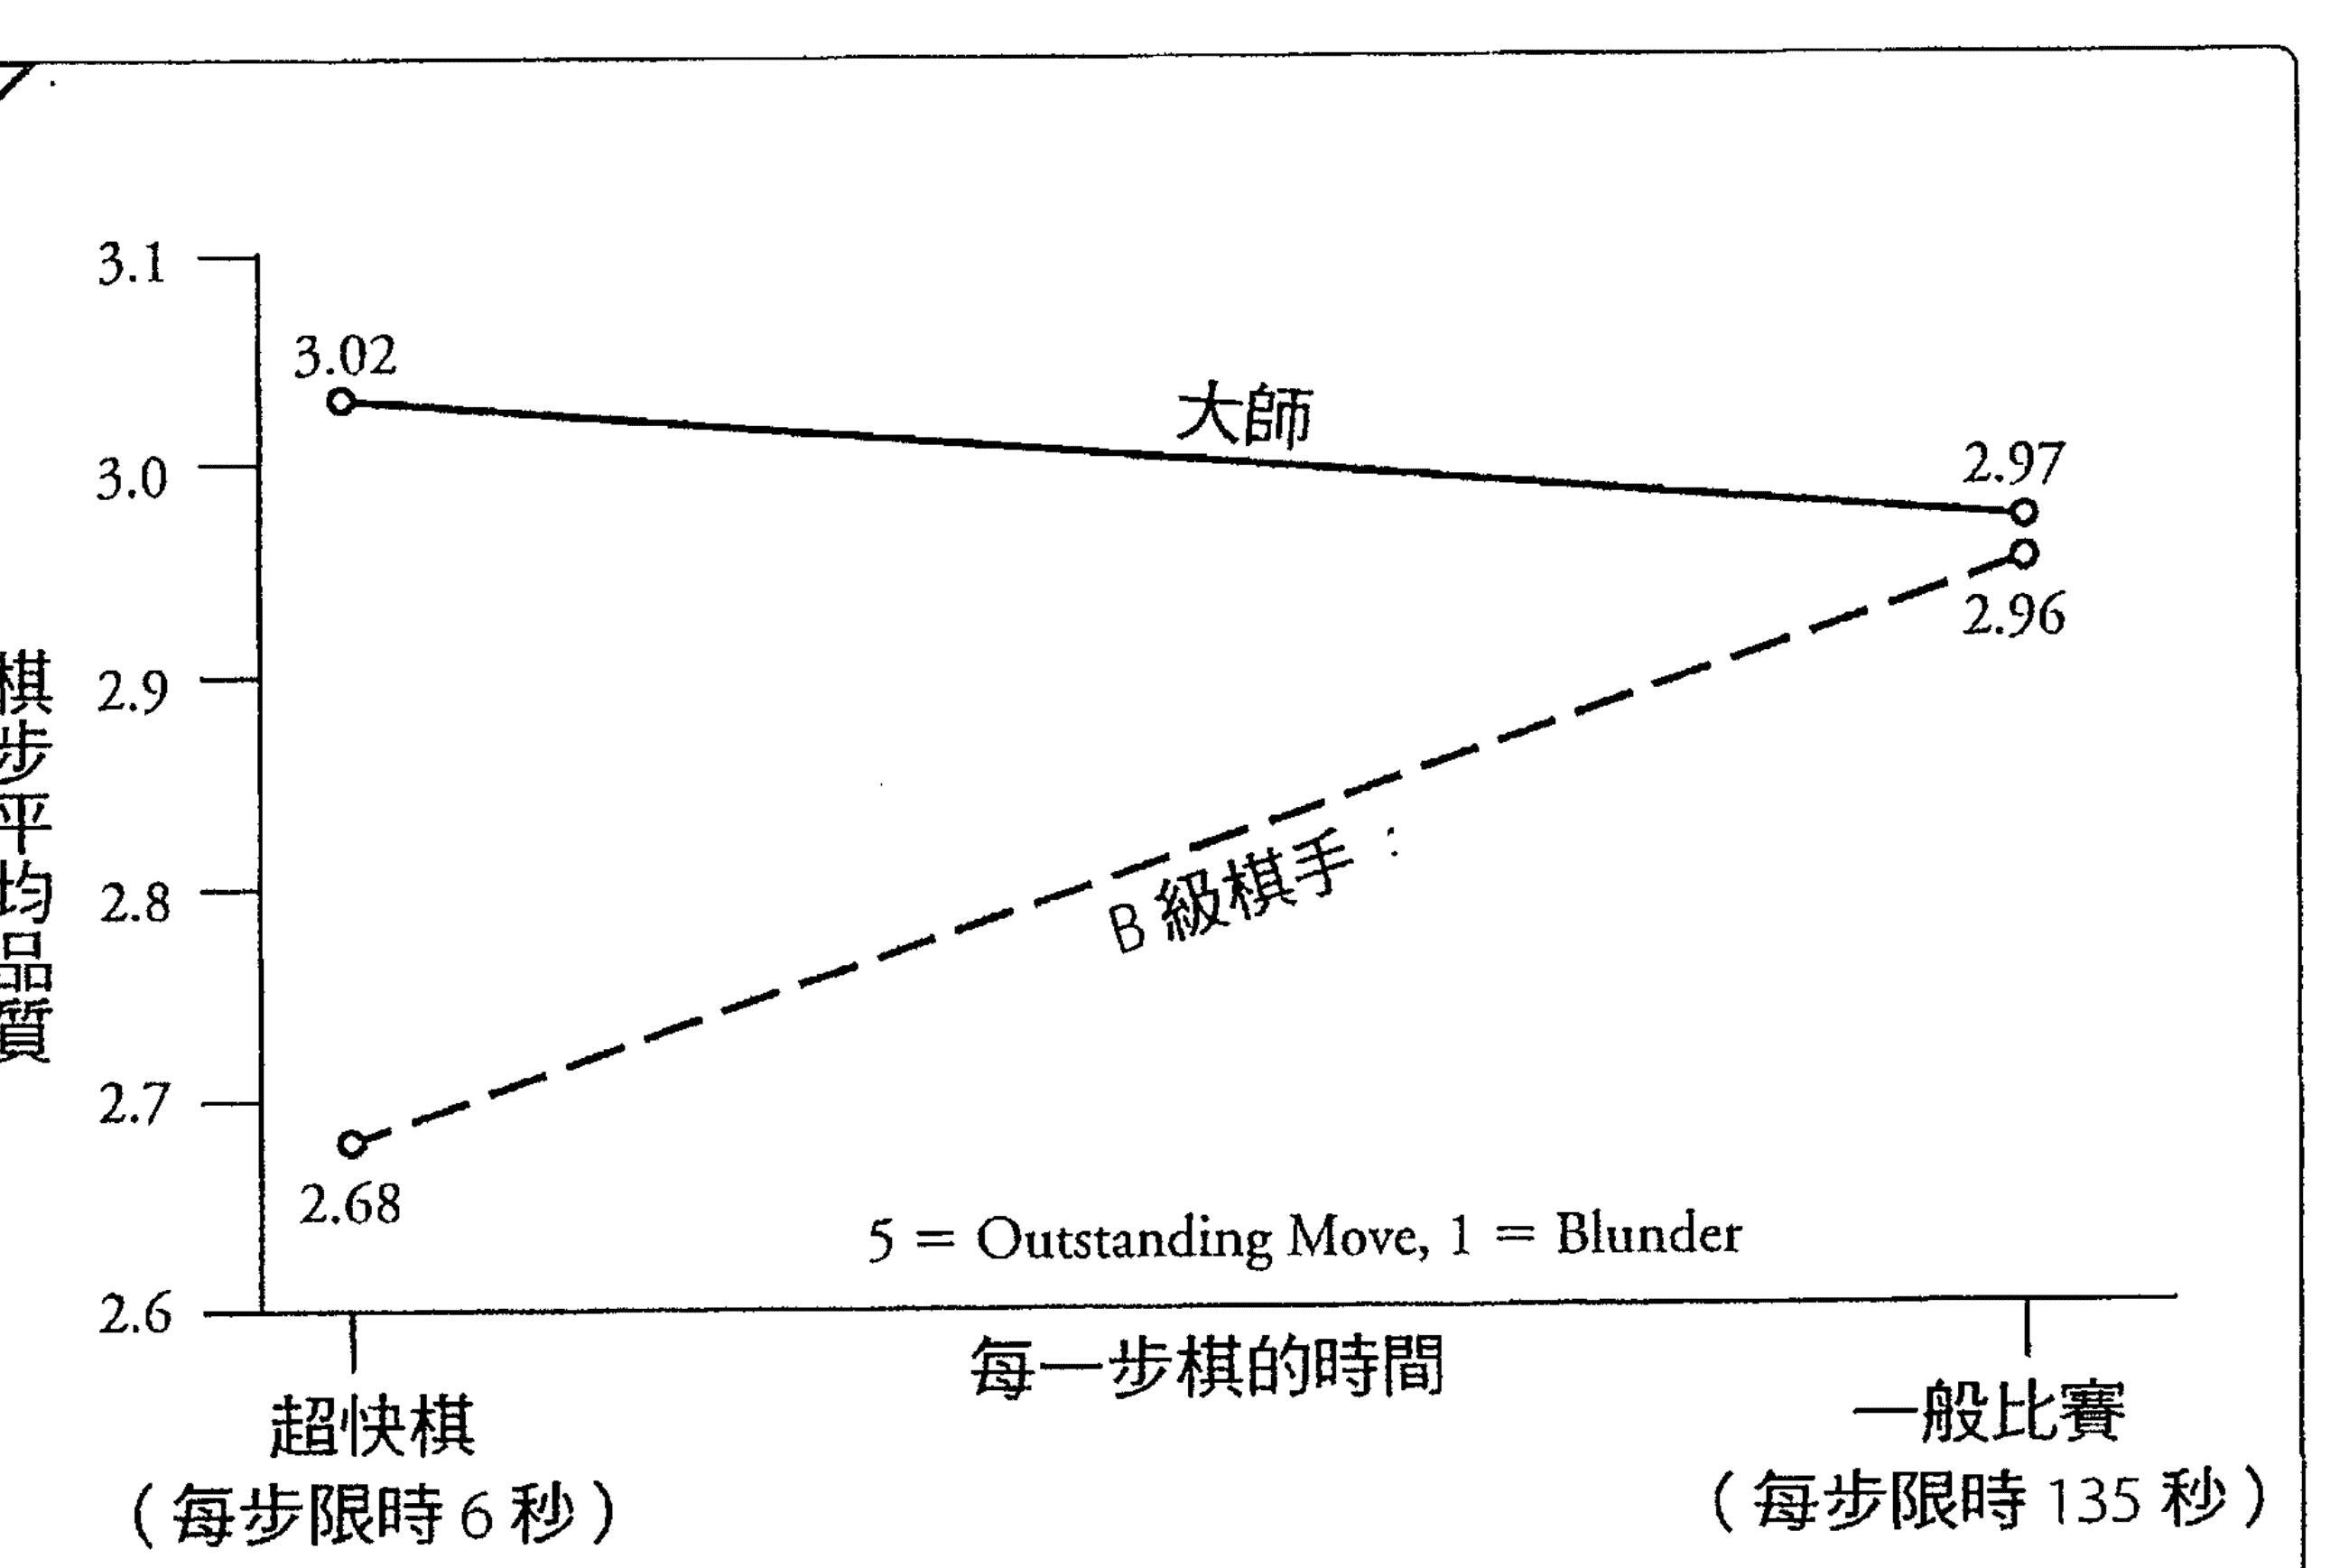 3.1
3.02
大師
3.0
2.97
2.96
2.9
棋步平均品質
2.8
B 級棋手
2.7
2.68
5 = Outstanding Move, 1 = Blunder
2.6
每一步棋的時間
超快棋
（每步限時 6 秒）
一般比賽
（每步限時 135 秒）